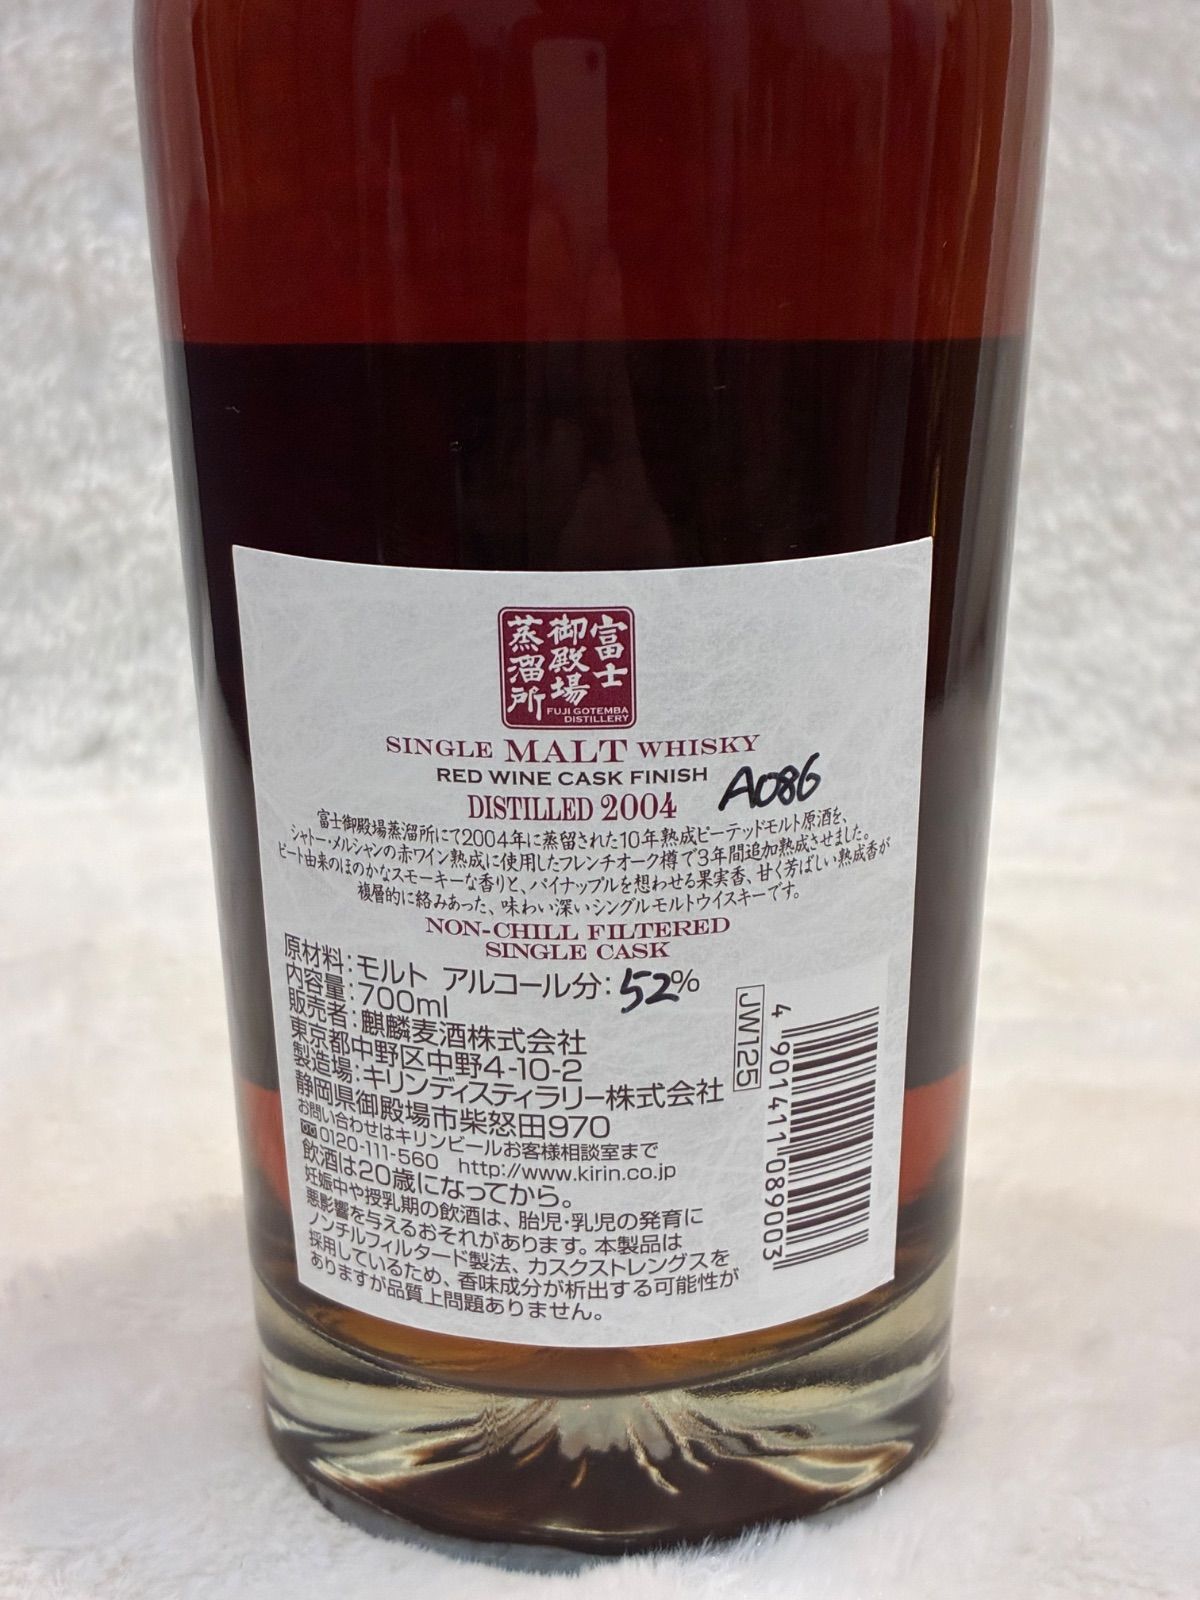 富士
御殿場
蒸溜所
FUJI GOTEMBA
DISTILLERY
SINGLE MALT WHISKY
RED WINE CASK FINISH
A086
DISTILLED 2004
富士御殿場蒸溜所にて2004年に蒸留された10年熟成ピーテッドモルト原酒を、
シャトー・メルシャンの赤ワイン熟成に使用したフレンチオーク樽で3年間追加熟成させました。
ピート由来のほのかなスモーキーな香りと、パイナップルを想わせる果実香、甘く芳ばしい熟成香が
複層的に絡みあった、味わい深いシングルモルトウイスキーです。
NON-CHILL FILTERED
SINGLE CASK
原材料:モルト アルコール分:52%
内容量:700ml
販売者:麒麟麦酒株式会社
東京都中野区中野4-10-2
製造場:キリンディスティラリー株式会社
静岡県御殿場市柴怒田970
お問い合わせはキリンビールお客様相談室まで
0120-111-560 http://www.kirin.co.jp
飲酒は20歳になってから。
妊娠中や授乳期の飲酒は、胎児・乳児の発育に
悪影響を与えるおそれがあります。本製品は
ノンチルフィルタード製法、カスクストレングスを
採用しているため、香味成分が析出する可能性が
ありますが品質上問題ありません。
JW125
4 901411 089003